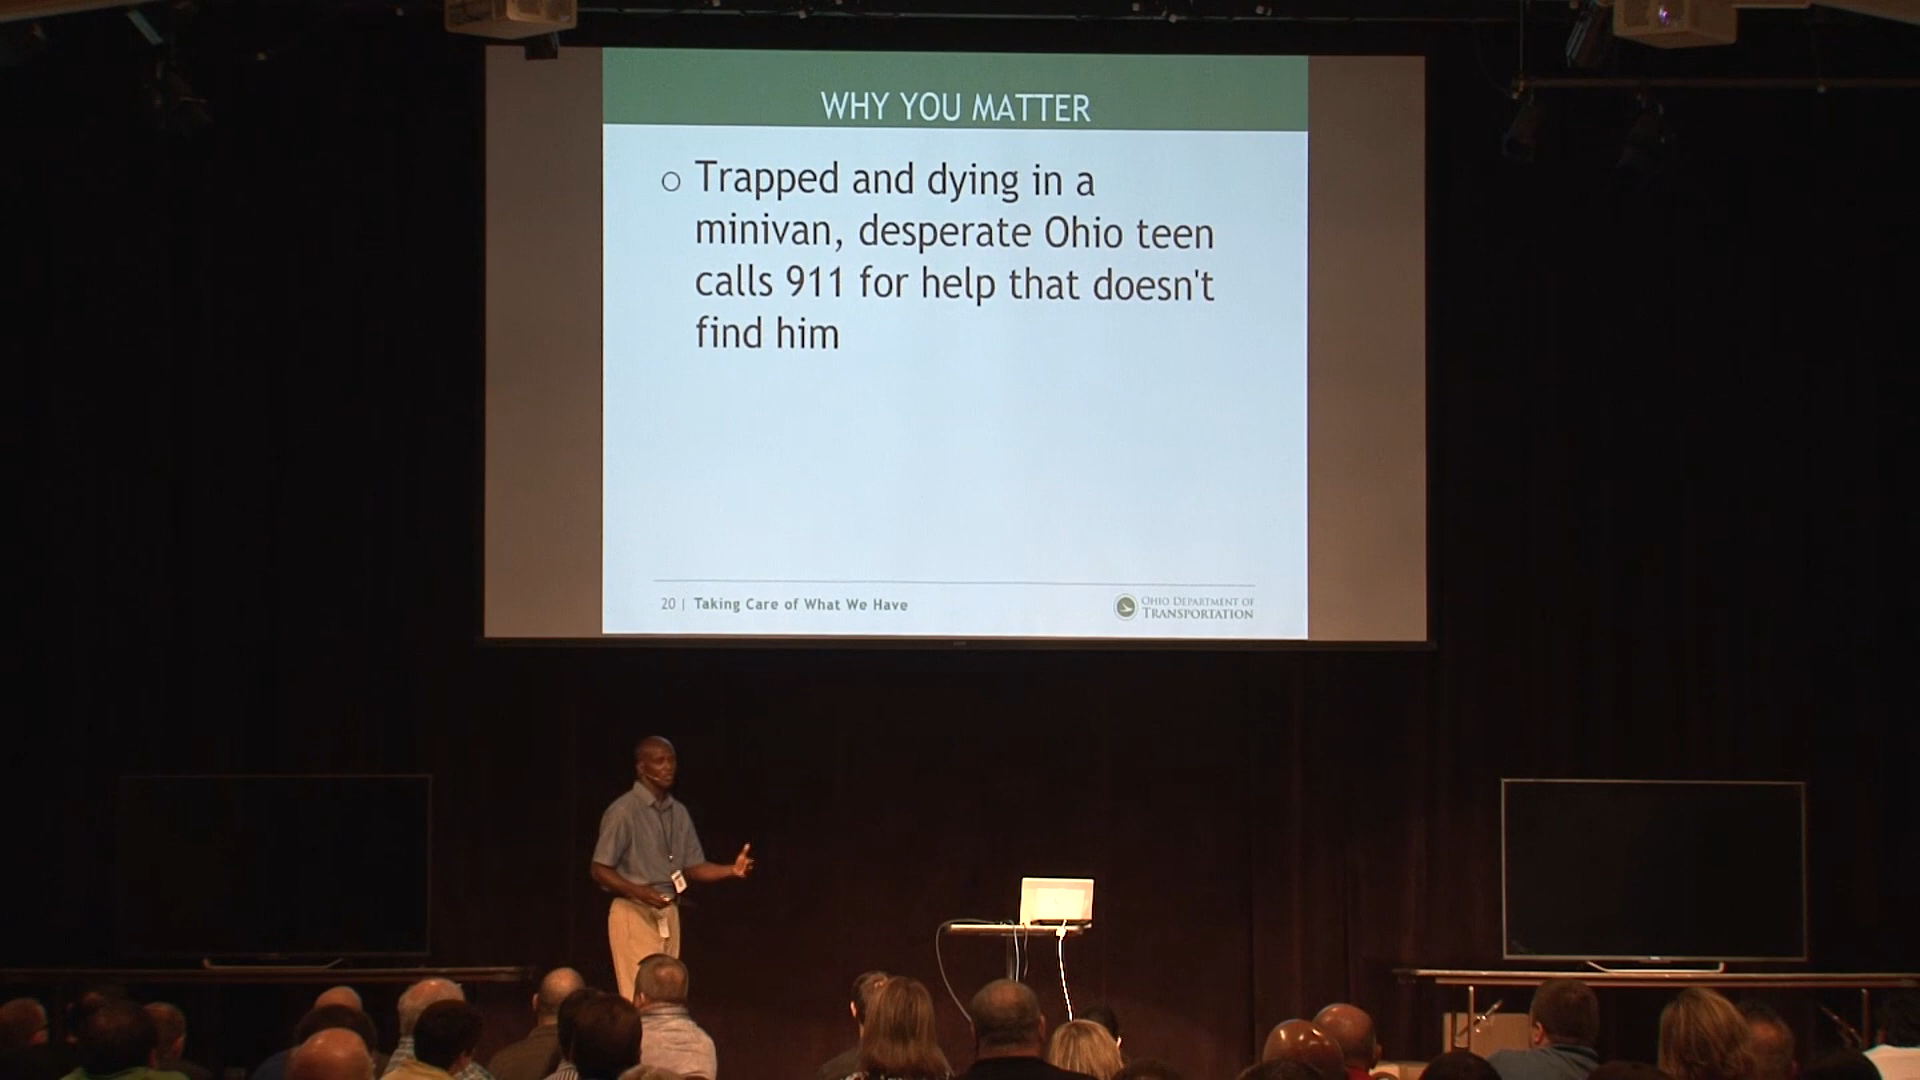 WHY YOU MATTER
○ Trapped and dying in a
minivan, desperate Ohio teen
calls 911 for help that doesn't
find him
20 | Taking Care of What We Have
OHIO DEPARTMENT OF
TRANSPORTATION